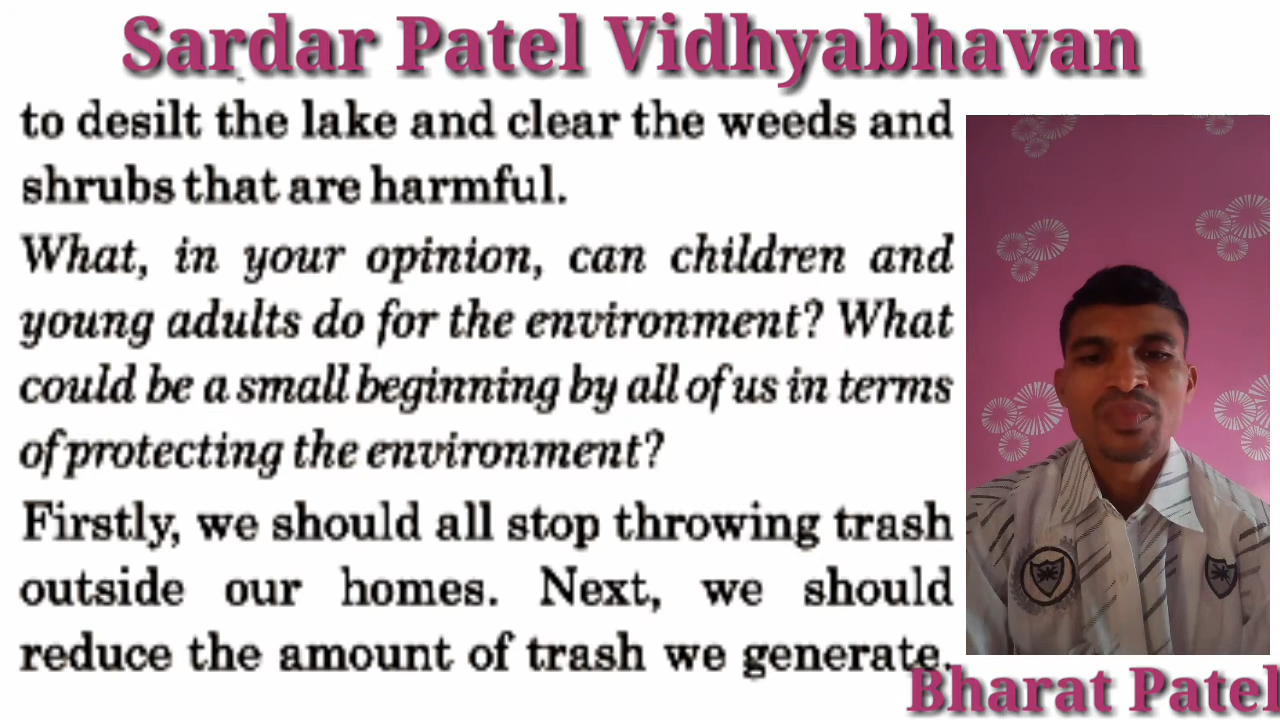 Sardar Patel Vidhyabhavan
to desilt the lake and clear the weeds and
shrubs that are harmful.
What, in your opinion, can children and
young adults do for the environment? What
could be a small beginning by all of us in terms
of protecting the environment?
Firstly, we should all stop throwing trash
outside our homes. Next, we should
reduce the amount of trash we generate.
Bharat Patel